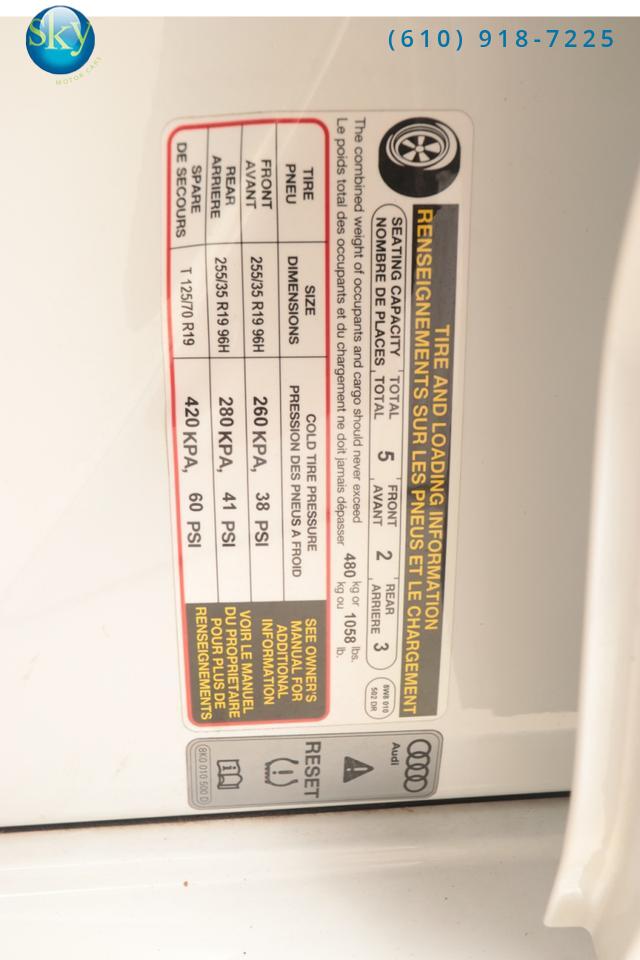 Sky
MOTOR CARS
(610) 918-7225
TIRE AND LOADING INFORMATION
RENSEIGNEMENTS SUR LES PNEUS ET LE CHARGEMENT
SEATING CAPACITY TOTAL 5 FRONT 2 REAR 3
NOMBRE DE PLACES TOTAL AVANT ARRIERE
8W8 010
502 DR
The combined weight of occupants and cargo should never exceed 480 kg or 1058 lbs.
Le poids total des occupants et du chargement ne doit jamais dépasser kg ou lb.
TIRE SIZE COLD TIRE PRESSURE
PNEU DIMENSIONS PRESSION DES PNEUS A FROID
FRONT 255/35 R19 96H 260 KPA, 38 PSI
AVANT
REAR 255/35 R19 96H 280 KPA, 41 PSI
ARRIERE
SPARE T 125/70 R19 420 KPA, 60 PSI
DE SECOURS
SEE OWNER'S
MANUAL FOR
ADDITIONAL
INFORMATION
VOIR LE MANUEL
DU PROPRIETAIRE
POUR PLUS DE
RENSEIGNEMENTS
Audi
RESET
8K0 010 500 D